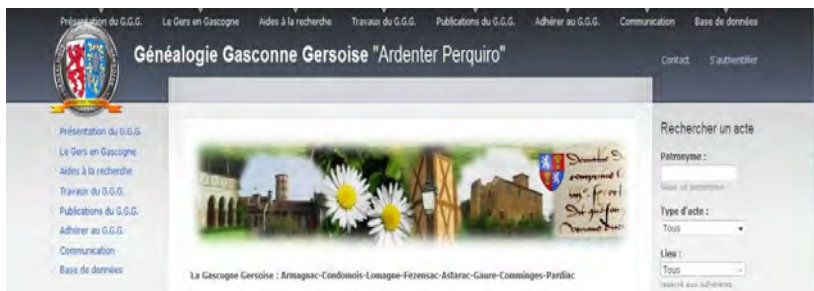 Présentation du G.G.G. Le Gers en Gascogne Aides à la recherche Travaux du G.G.G. Publications du G.G.G. Adhérer au G.G.G. Communication Base de données
Généalogie Gasconne Gersoise "Ardenter Perquiro"
Contact S'authentifier
Présentation du G.G.G.
Le Gers en Gascogne
Aides à la recherche
Travaux du G.G.G.
Publications du G.G.G.
Adhérer au G.G.G.
Communication
Base de données
La Gascogne Gersoise : Armagnac-Condomois-Lomagne-Fezensac-Astarac-Gaure-Comminges-Pardiac
Rechercher un acte
Patronyme :
Type d'acte :
Tous
Lieu :
Tous
réservé aux adhérents